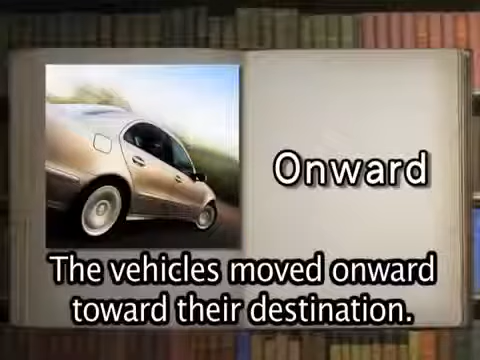 Onward
The vehicles moved onward
toward their destination.